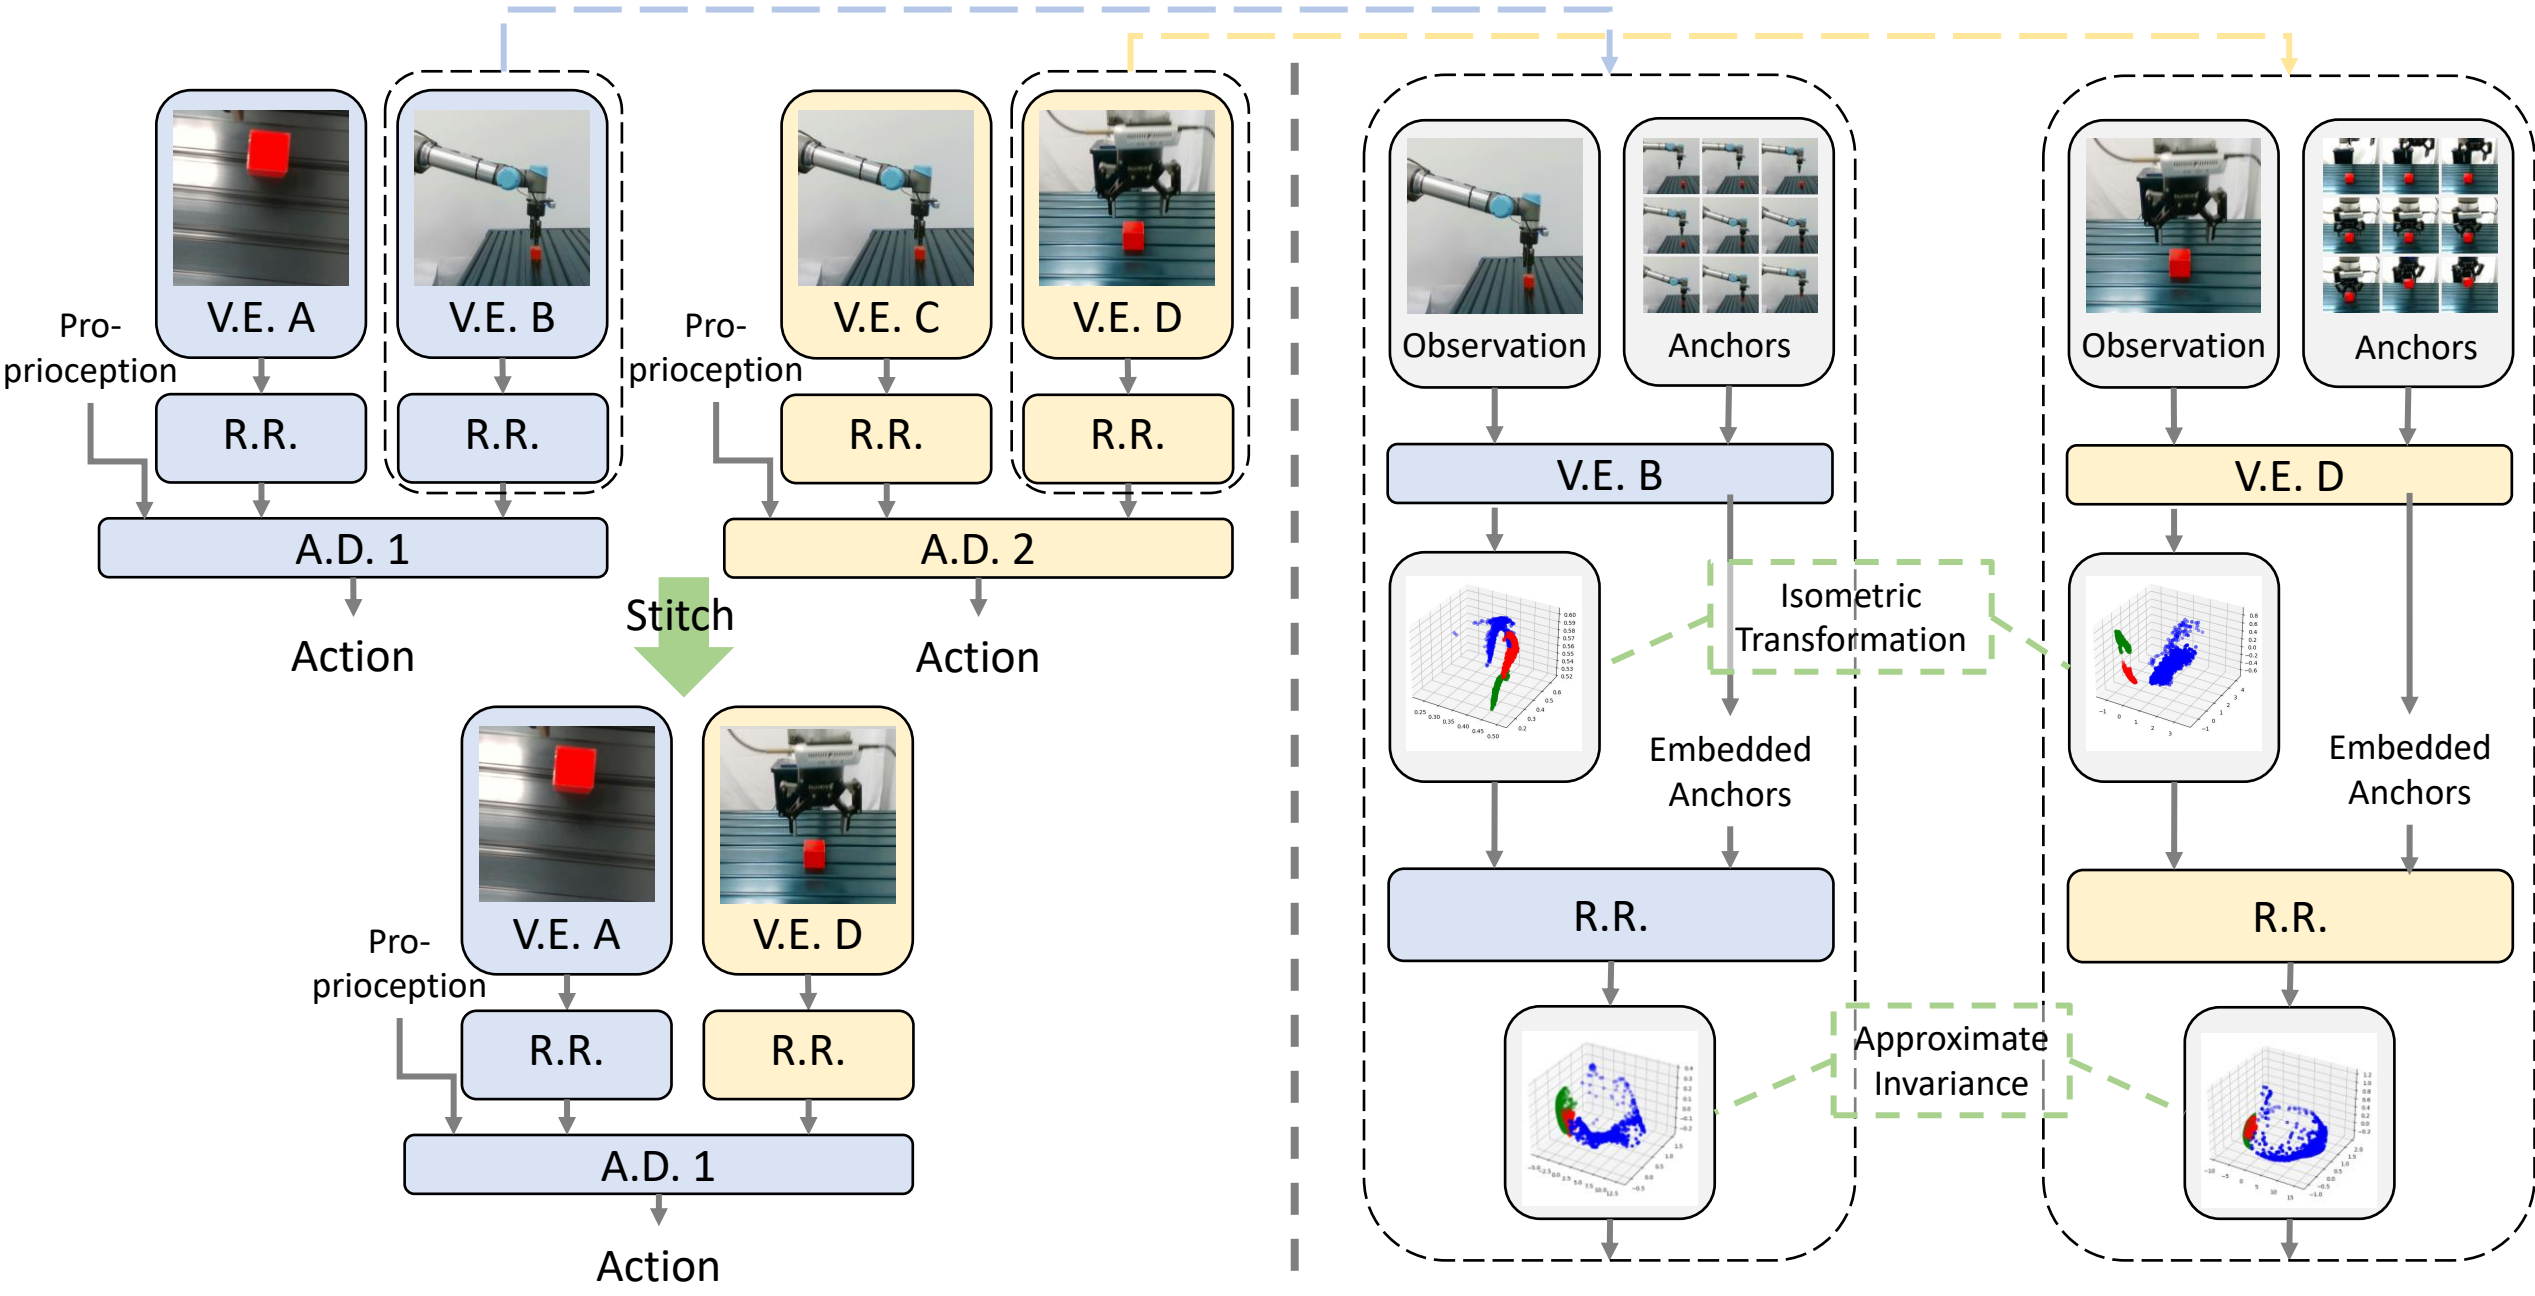 V.E. A
V.E. B
Pro-
prioception
R.R.
R.R.
A.D. 1
Action
V.E. C
V.E. D
Pro-
prioception
R.R.
R.R.
A.D. 2
Action
Stitch
V.E. A
V.E. D
Pro-
prioception
R.R.
R.R.
A.D. 1
Action
Observation
Anchors
V.E. B
Isometric
Transformation
Embedded
Anchors
R.R.
Approximate
Invariance
Observation
Anchors
V.E. D
Embedded
Anchors
R.R.